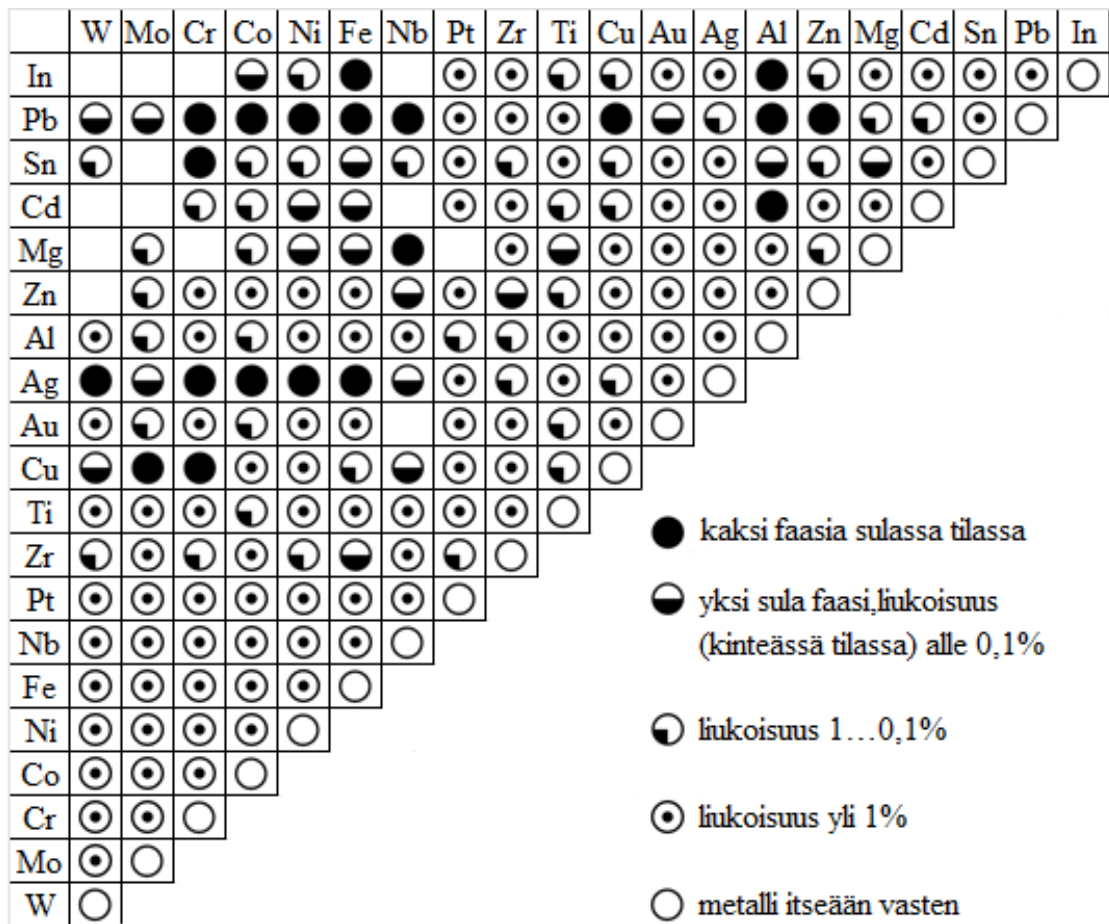 W Mo Cr Co Ni Fe Nb Pt Zr Ti Cu Au Ag Al Zn Mg Cd Sn Pb In
In
Pb
Sn
Cd
Mg
Zn
Al
Ag
Au
Cu
Ti
Zr
Pt
Nb
Fe
Ni
Co
Cr
Mo
W
kaksi faasia sulassa tilassa
yksi sula faasi,liukoisuus
(kinteässä tilassa) alle 0,1%
liukoisuus 1…0,1%
liukoisuus yli 1%
metalli itseään vasten